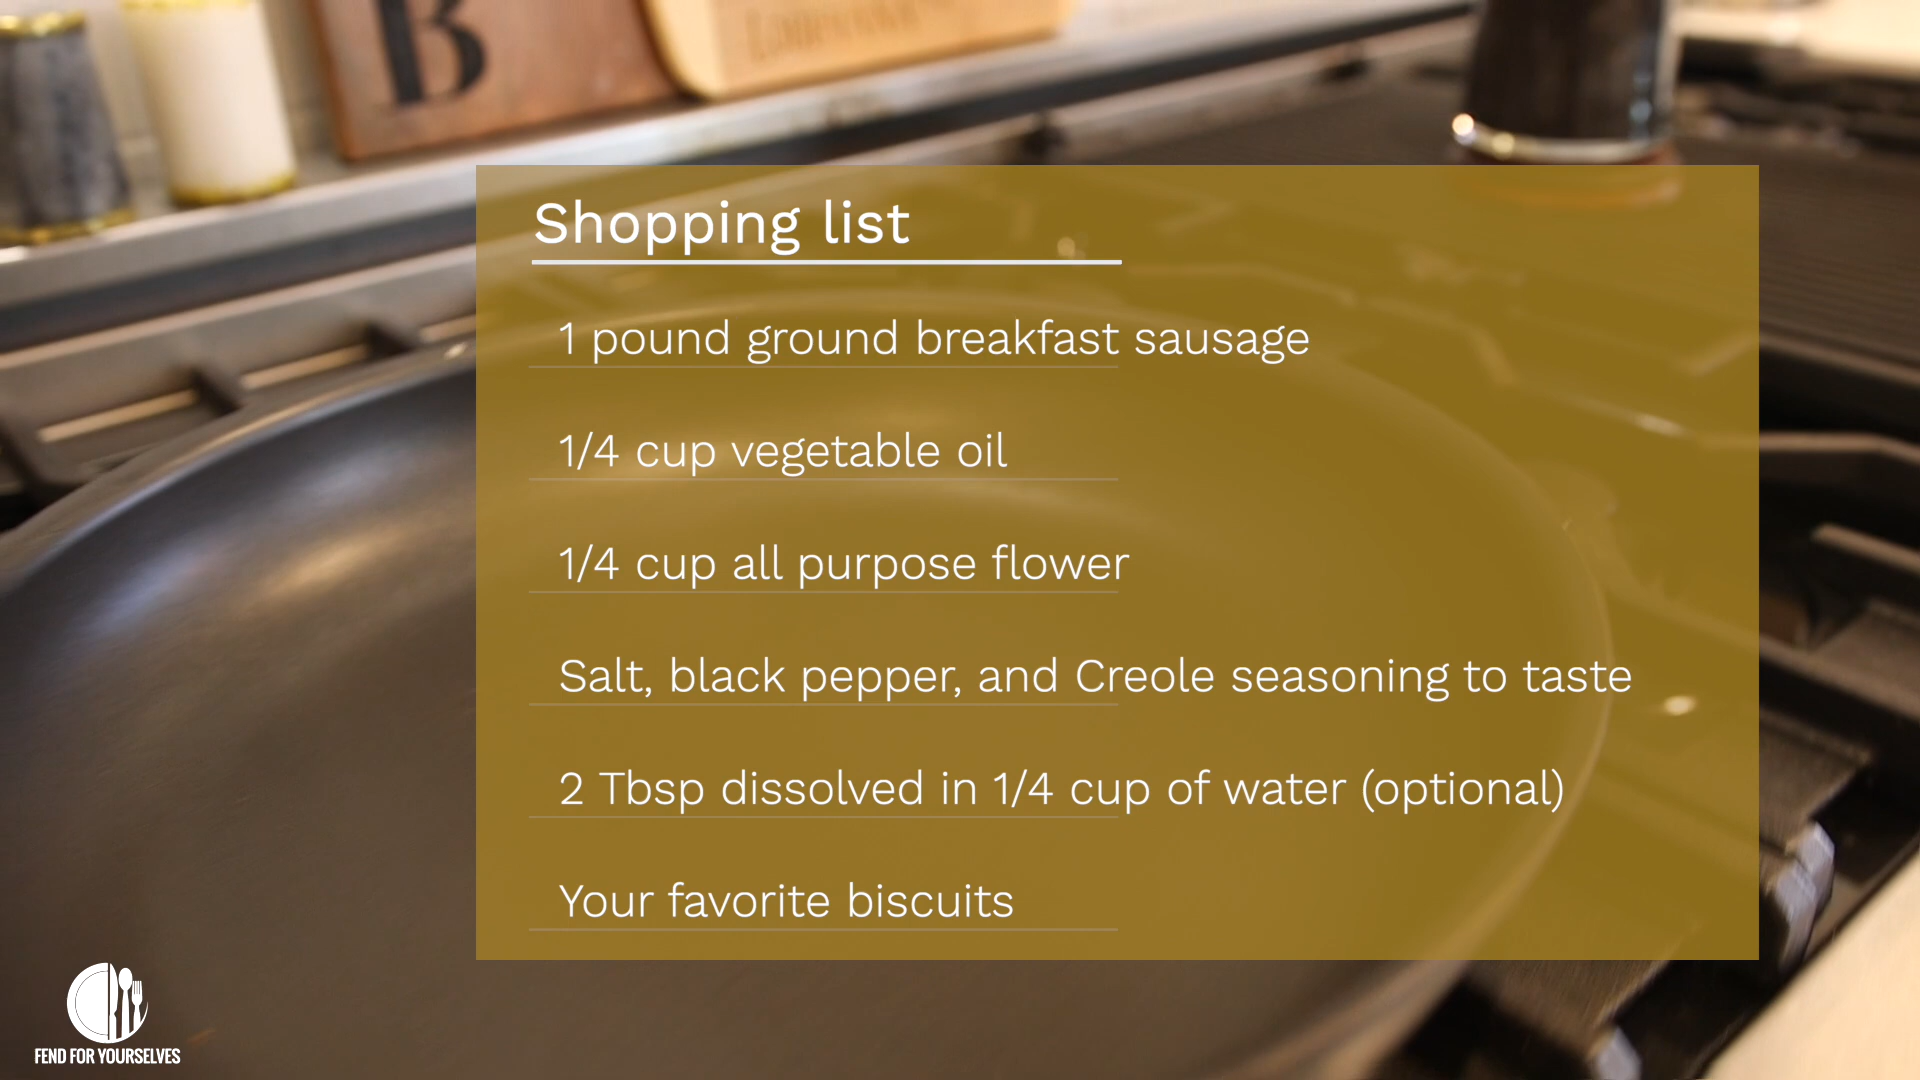 B
Shopping list
1 pound ground breakfast sausage
1/4 cup vegetable oil
1/4 cup all purpose flower
Salt, black pepper, and Creole seasoning to taste
2 Tbsp dissolved in 1/4 cup of water (optional)
Your favorite biscuits
FEND FOR YOURSELVES